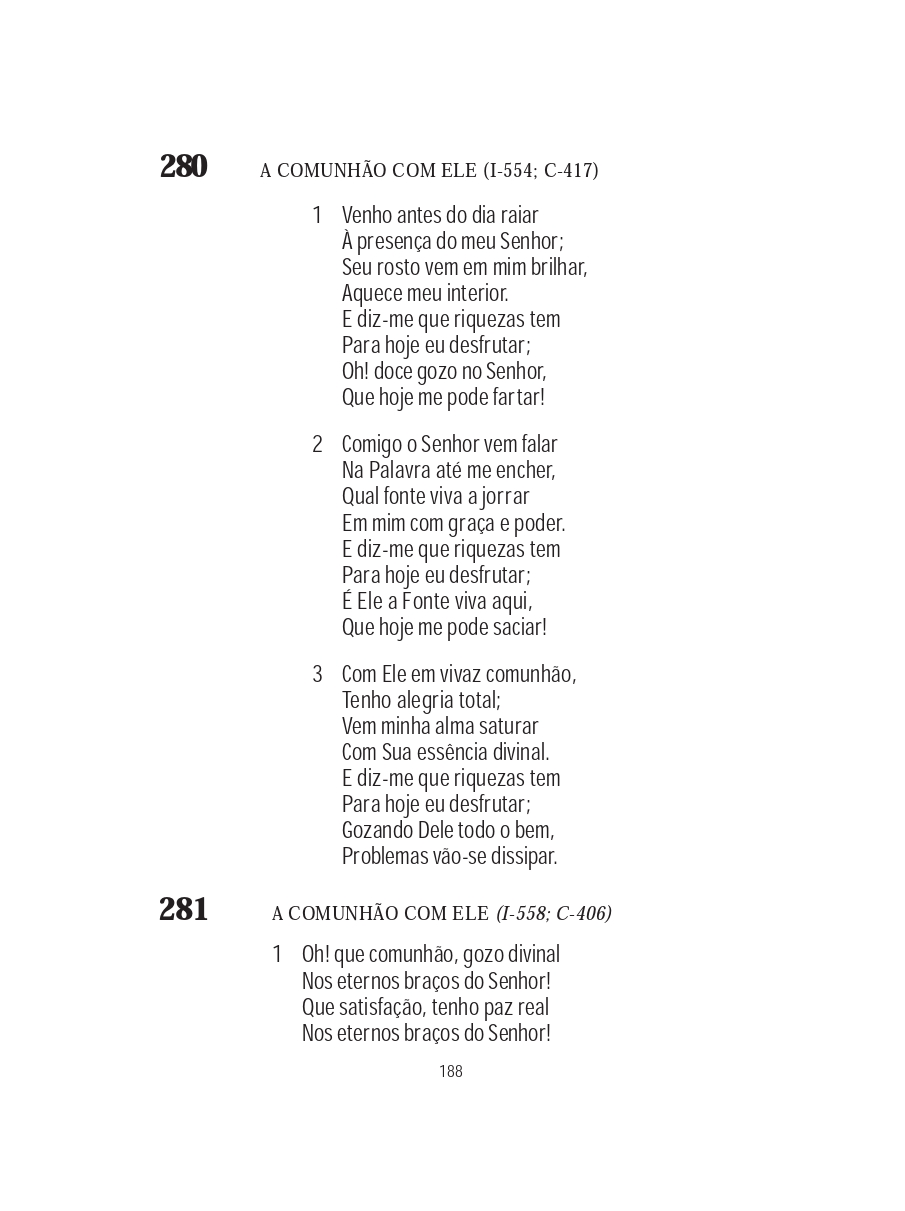 280 A COMUNHÃO COM ELE (I-554; C-417)
1 Venho antes do dia raiar
À presença do meu Senhor;
Seu rosto vem em mim brilhar,
Aquece meu interior.
E diz-me que riquezas tem
Para hoje eu desfrutar;
Oh! doce gozo no Senhor,
Que hoje me pode fartar!
2 Comigo o Senhor vem falar
Na Palavra até me encher,
Qual fonte viva a jorrar
Em mim com graça e poder.
E diz-me que riquezas tem
Para hoje eu desfrutar;
É Ele a Fonte viva aqui,
Que hoje me pode saciar!
3 Com Ele em vivaz comunhão,
Tenho alegria total;
Vem minha alma saturar
Com Sua essência divinal.
E diz-me que riquezas tem
Para hoje eu desfrutar;
Gozando Dele todo o bem,
Problemas vão-se dissipar.
281 A COMUNHÃO COM ELE (I-558; C-406)
1 Oh! que comunhão, gozo divinal
Nos eternos braços do Senhor!
Que satisfação, tenho paz real
Nos eternos braços do Senhor!
188